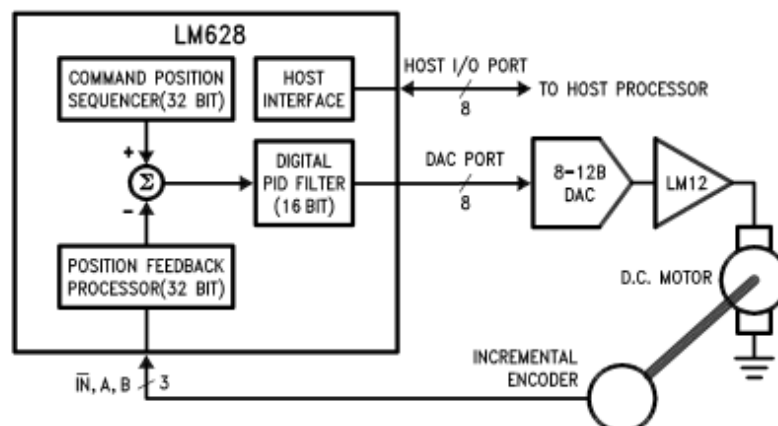 LM628
COMMAND POSITION
SEQUENCER(32 BIT)
HOST
INTERFACE
HOST I/O PORT
8
TO HOST PROCESSOR
+
Σ
−
DIGITAL
PID FILTER
(16 BIT)
DAC PORT
8
8-12B
DAC
LM12
POSITION FEEDBACK
PROCESSOR(32 BIT)
D.C. MOTOR
INCREMENTAL
ENCODER
I̅N̅, A, B
3